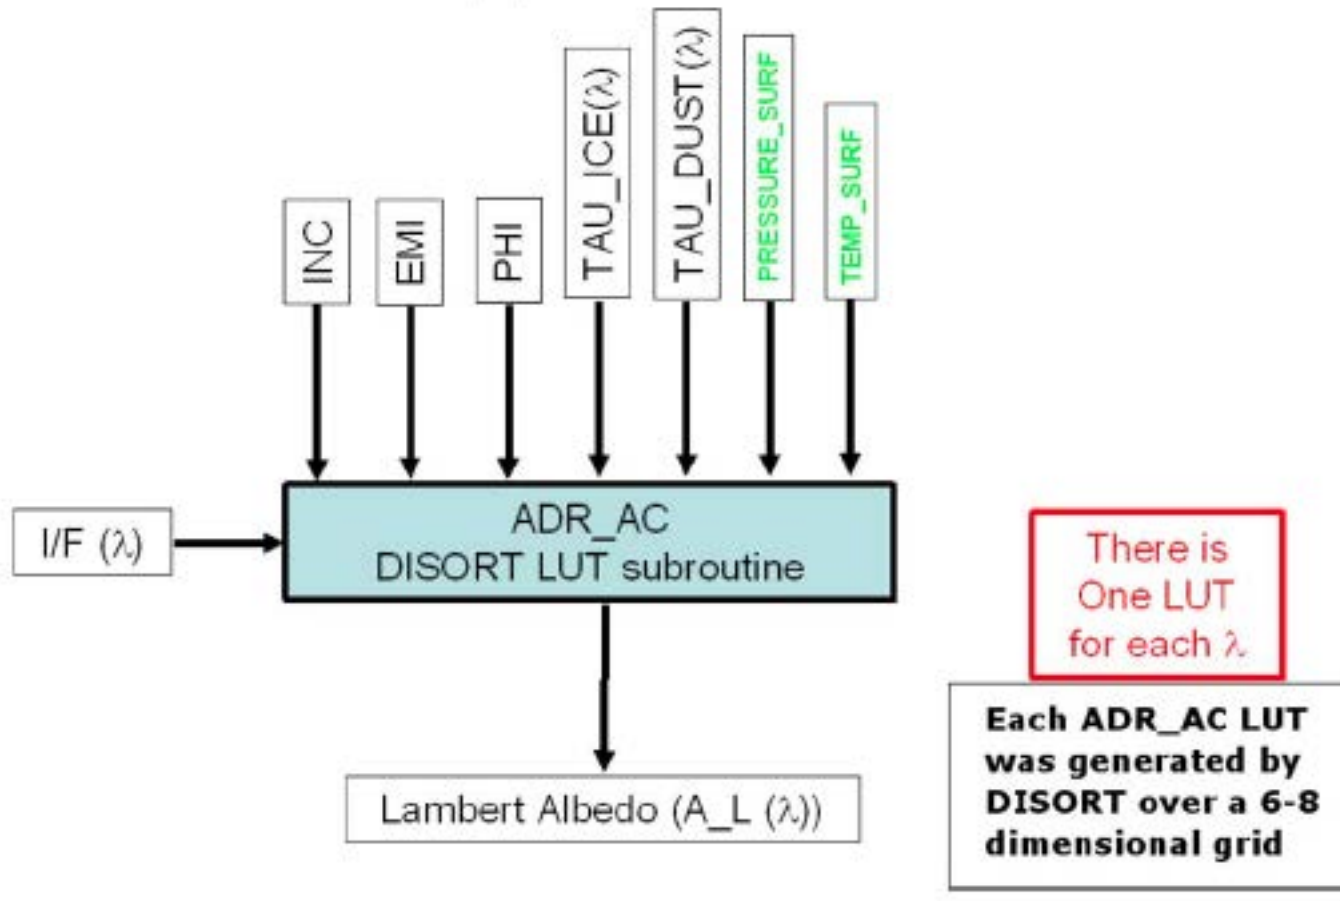 INC
EMI
PHI
TAU_ICE(λ)
TAU_DUST(λ)
PRESSURE_SURF
TEMP_SURF
I/F (λ)
ADR_AC
DISORT LUT subroutine
Lambert Albedo (A_L (λ))
There is
One LUT
for each λ
Each ADR_AC LUT
was generated by
DISORT over a 6-8
dimensional grid